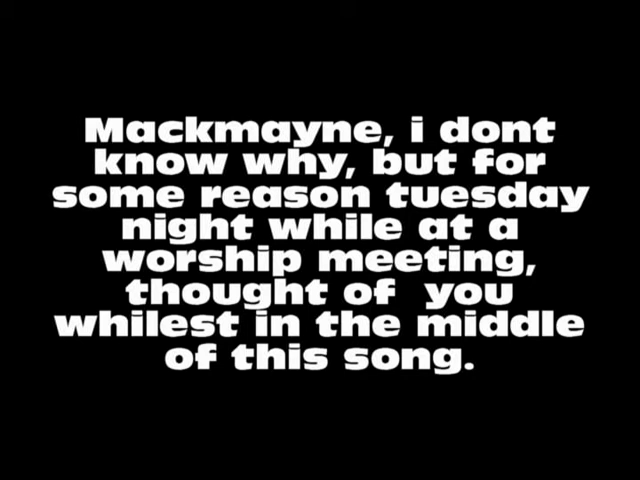 Mackmayne, i dont
know why, but for
some reason tuesday
night while at a
worship meeting,
thought of  you
whilest in the middle
of this song.